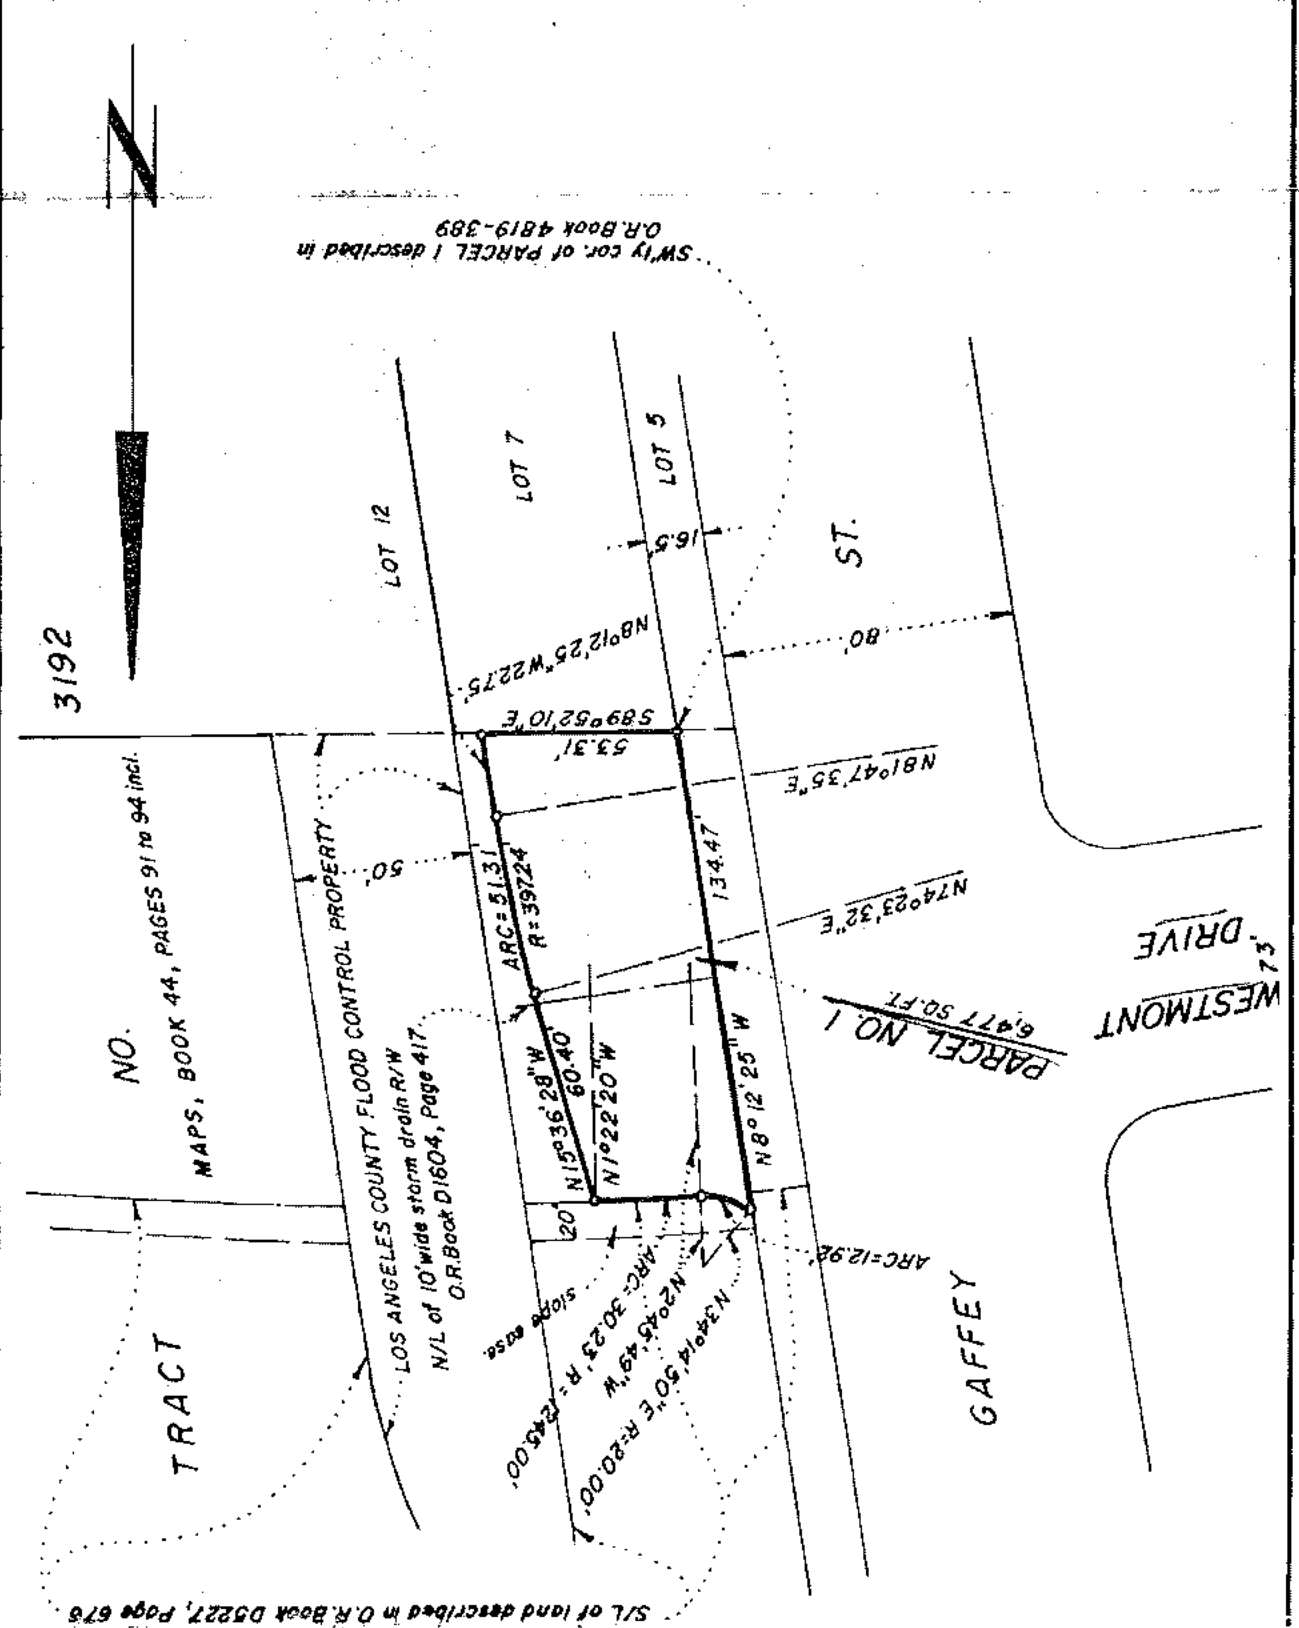 N
SW'ly cor. of PARCEL 1 described in
O.R. Book 4819-389
3192
LOT 12
LOT 7
LOT 5
16.5'
ST.
80'
N8°12'25"W 22.75'
S89°52'10"E
53.31'
N81°47'35"E
NO.
MAPS, BOOK 44, PAGES 91 to 94 incl.
50'
LOS ANGELES COUNTY FLOOD CONTROL PROPERTY
ARC=51.31
R=397.24
134.47'
N74°23'32"E
WESTMONT
DRIVE
73'
PARCEL NO. 1
6,477 SQ.FT.
N/L of 10' wide storm drain R/W
O.R. Book D1604, Page 417
N15°36'28"W
60.40'
N1°22'20"W
N8°12'25"W
20'
slope ease.
ARC=30.23' R=1245.00'
N2°45'49"W
N34°14'50"E R=20.00'
ARC=12.92'
TRACT
GAFFEY
S/L of land described in O.R. Book D5227, Page 676